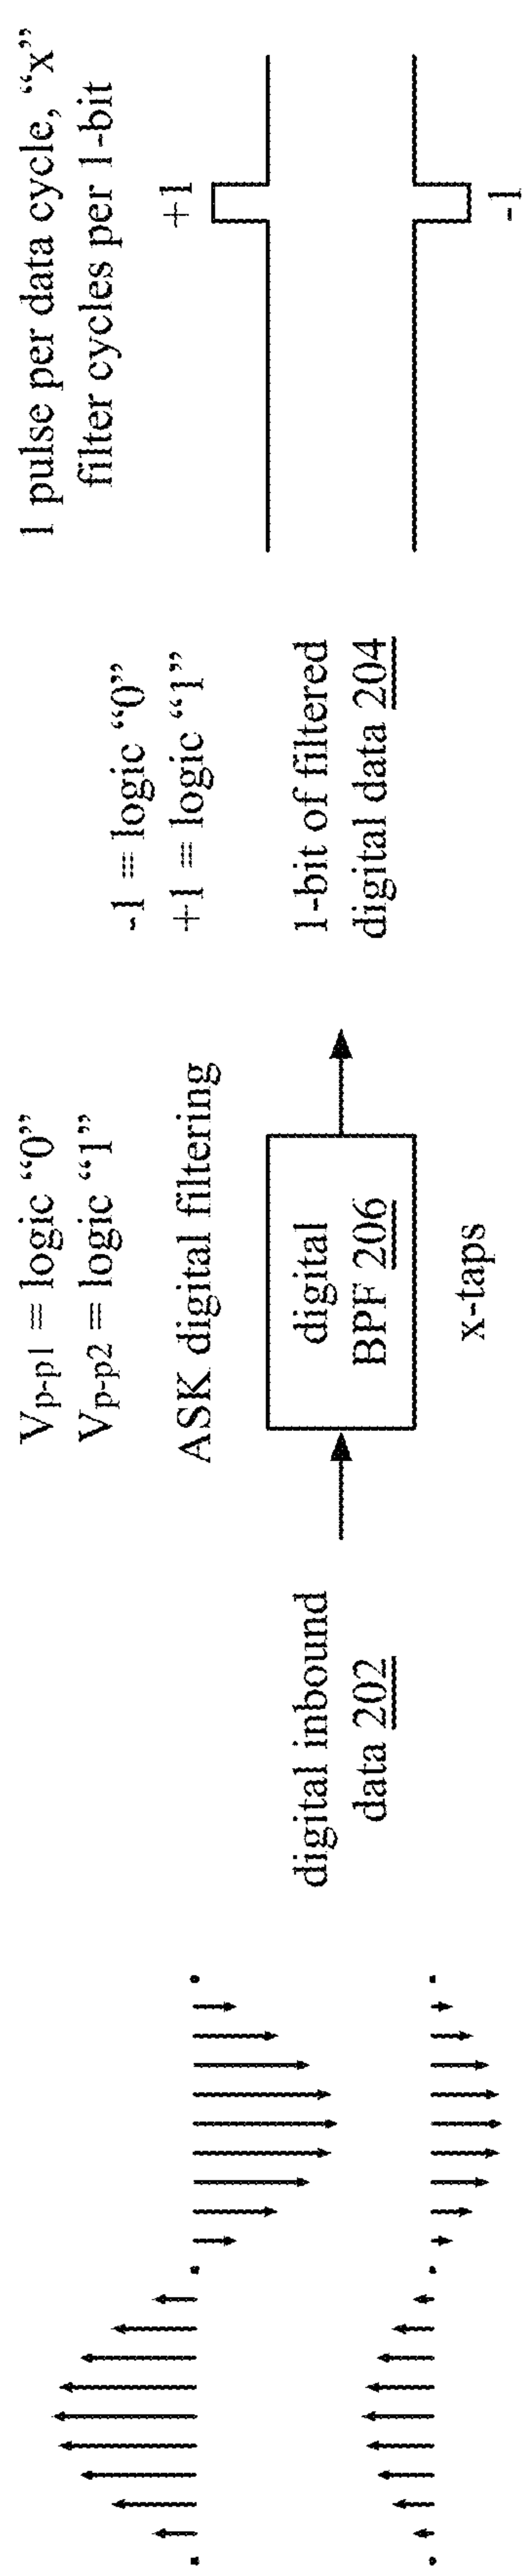 digital inbound
data 202
Vp-p1 = logic “0”
Vp-p2 = logic “1”
ASK digital filtering
digital
BPF 206
x-taps
-1 = logic “0”
+1 = logic “1”
1-bit of filtered
digital data 204
1 pulse per data cycle, “x”
filter cycles per 1-bit
+1
-1